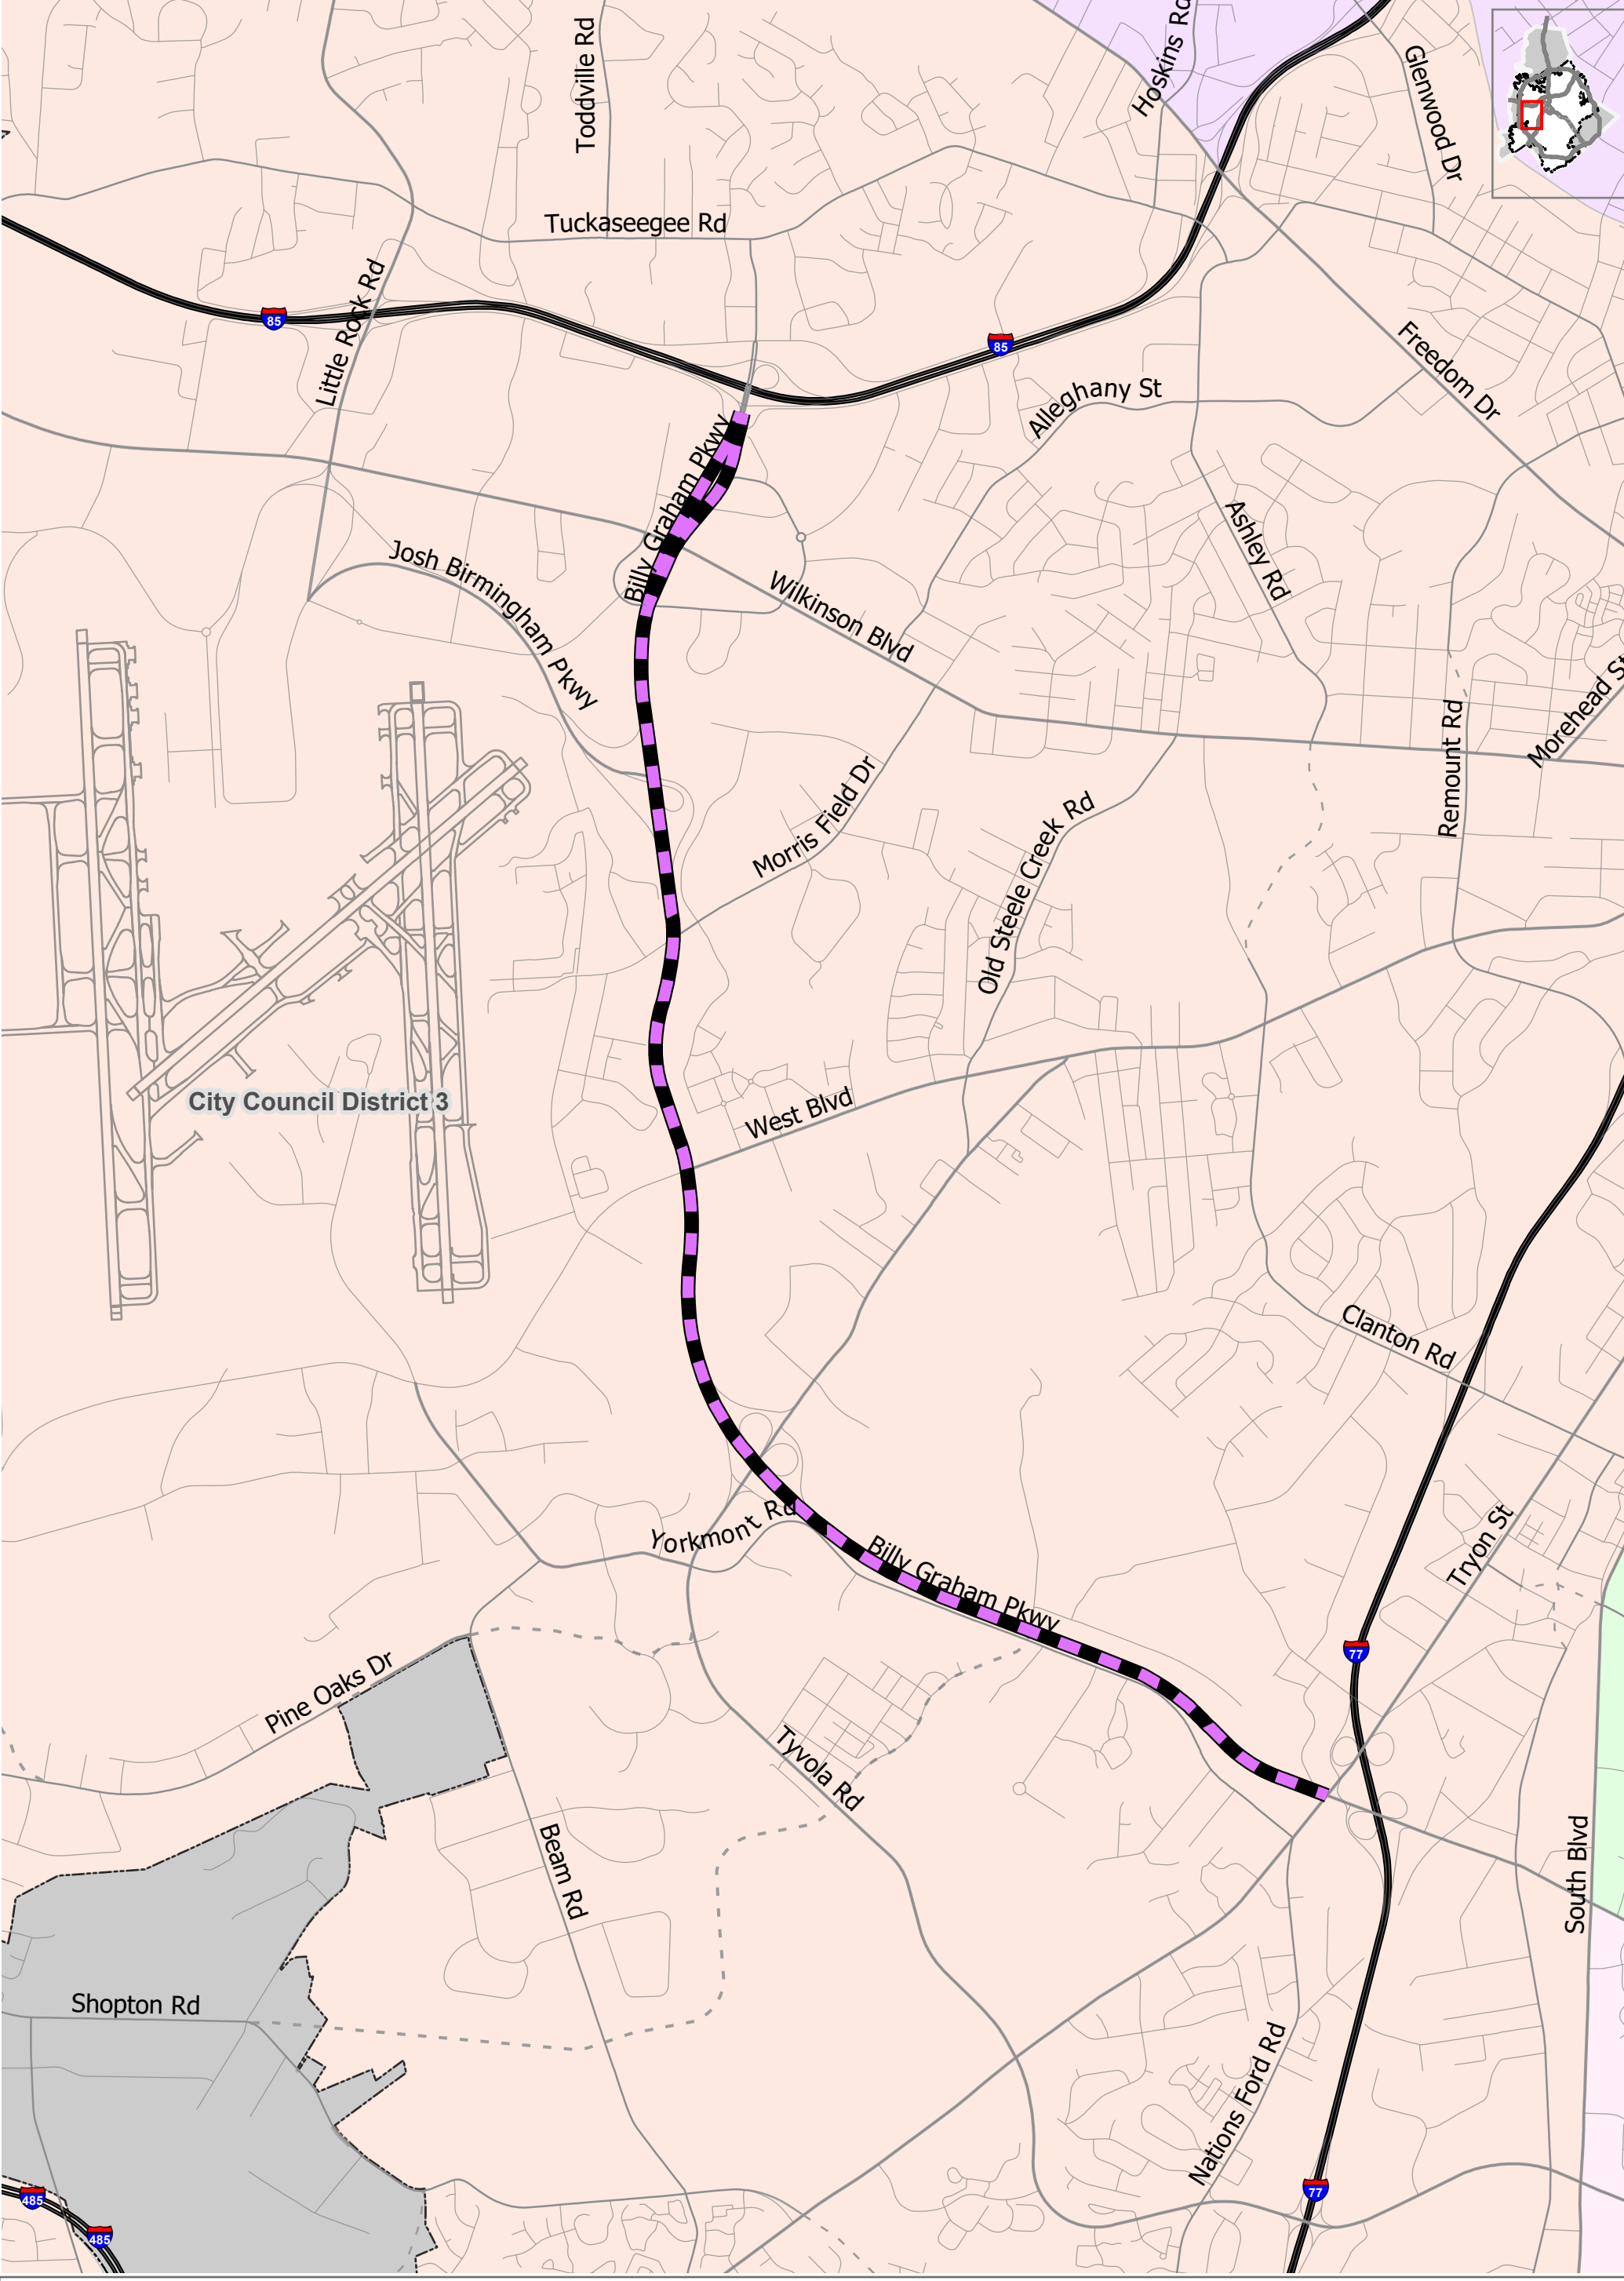 Hoskins Rd
Toddville Rd
Glenwood Dr
Tuckaseegee Rd
Little Rock Rd
85
85
Freedom Dr
Alleghany St
Billy Graham Pkwy
Ashley Rd
Josh Birmingham Pkwy
Wilkinson Blvd
Morehead St
Remount Rd
Morris Field Dr
Old Steele Creek Rd
City Council District 3
West Blvd
Clanton Rd
Yorkmont Rd
Tryon St
Billy Graham Pkwy
77
Pine Oaks Dr
Tyvola Rd
Beam Rd
South Blvd
Shopton Rd
Nations Ford Rd
77
485
485